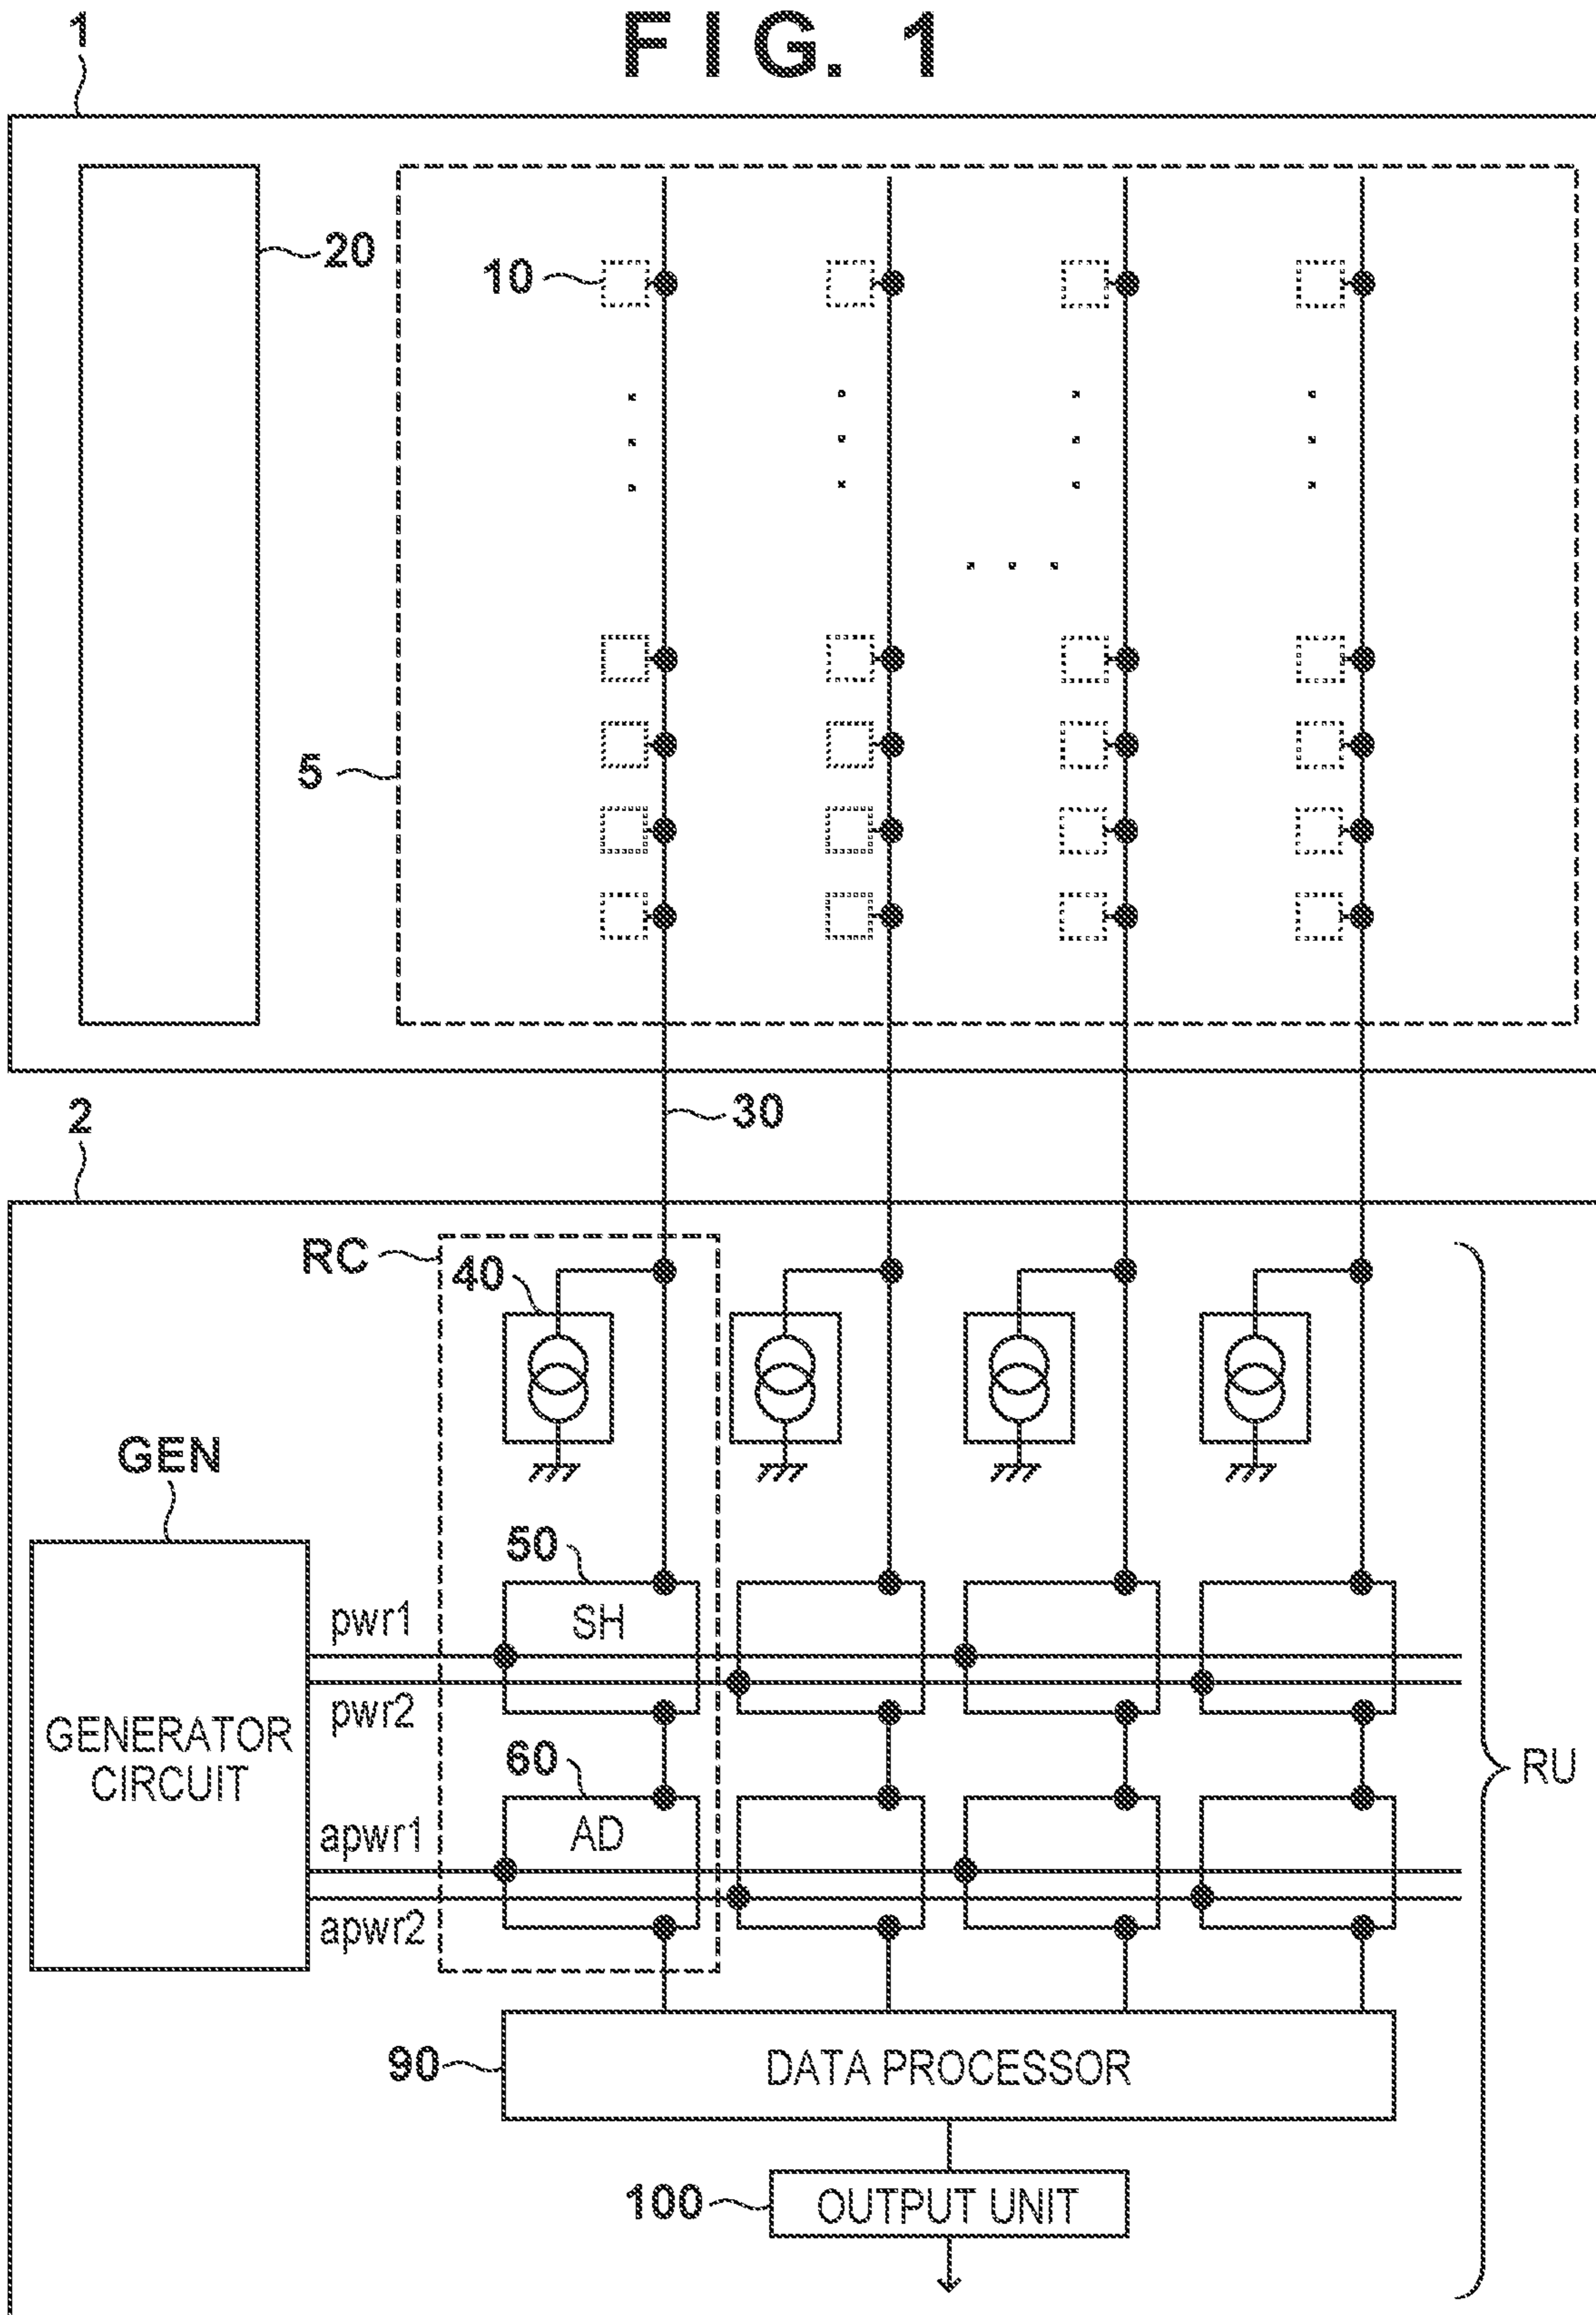 FIG. 1
1
20
10
5
2
30
RC
40
GEN
50
pwr1
SH
pwr2
GENERATOR
CIRCUIT
60
RU
apwr1
AD
apwr2
90
DATA PROCESSOR
100
OUTPUT UNIT